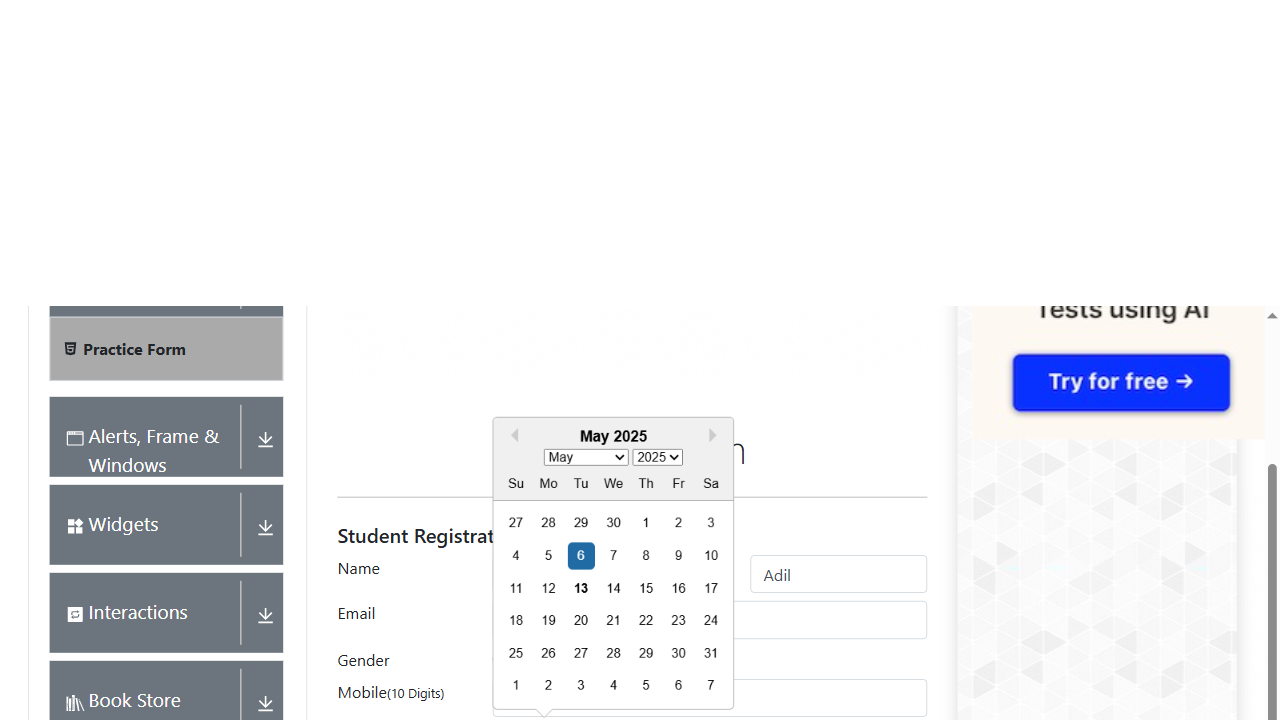 Tests using AI
Try for free →
Practice Form
Alerts, Frame &
Windows
Widgets
Interactions
Book Store
May 2025
May 2025
Su Mo Tu We Th Fr Sa
27 28 29 30 1 2 3
4 5 6 7 8 9 10
11 12 13 14 15 16 17
18 19 20 21 22 23 24
25 26 27 28 29 30 31
1 2 3 4 5 6 7
Student Registrat
Name
Adil
Email
Gender
Mobile(10 Digits)